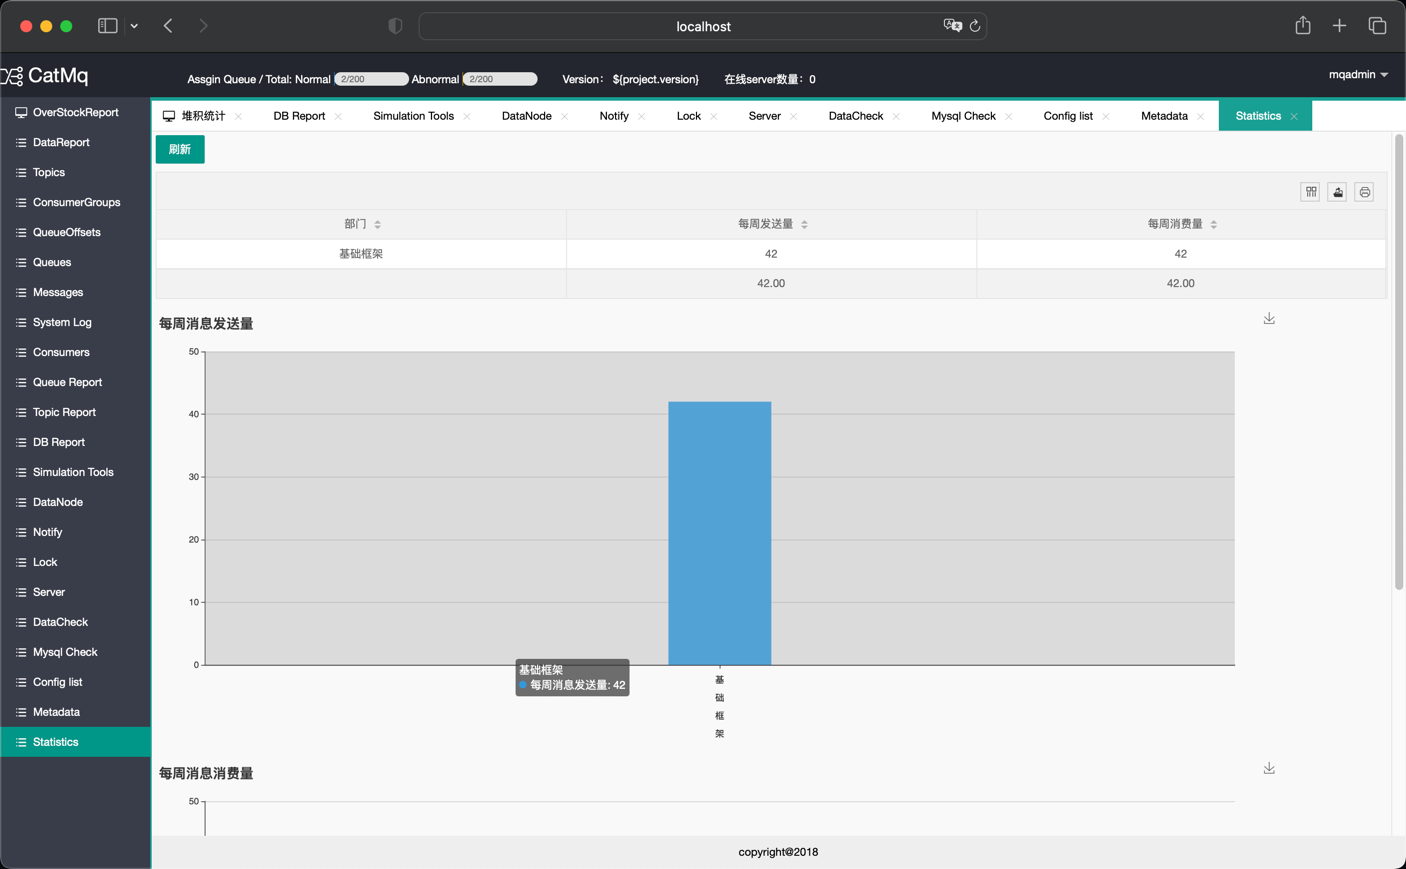 localhost
CatMq
Assgin Queue / Total: Normal 2/200 Abnormal 2/200 Version： ${project.version} 在线server数量：0
mqadmin
OverStockReport
DataReport
Topics
ConsumerGroups
QueueOffsets
Queues
Messages
System Log
Consumers
Queue Report
Topic Report
DB Report
Simulation Tools
DataNode
Notify
Lock
Server
DataCheck
Mysql Check
Config list
Metadata
Statistics
堆积统计 DB Report Simulation Tools DataNode Notify Lock Server DataCheck Mysql Check Config list Metadata Statistics
刷新
部门 每周发送量 每周消费量
基础框架 42 42
42.00 42.00
每周消息发送量
50
40
30
20
10
0
基础框架
每周消息发送量: 42
基
础
框
架
每周消息消费量
50
copyright@2018